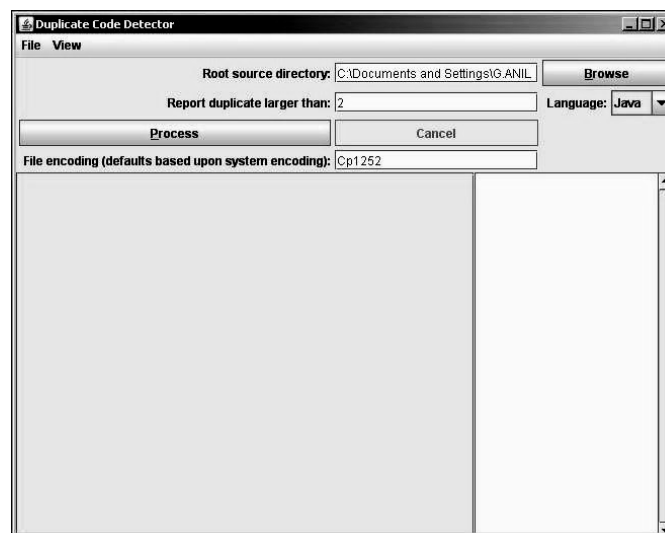 Duplicate Code Detector
File View
Root source directory: C:\Documents and Settings\G.ANIL Browse
Report duplicate larger than: 2 Language: Java
Process Cancel
File encoding (defaults based upon system encoding): Cp1252